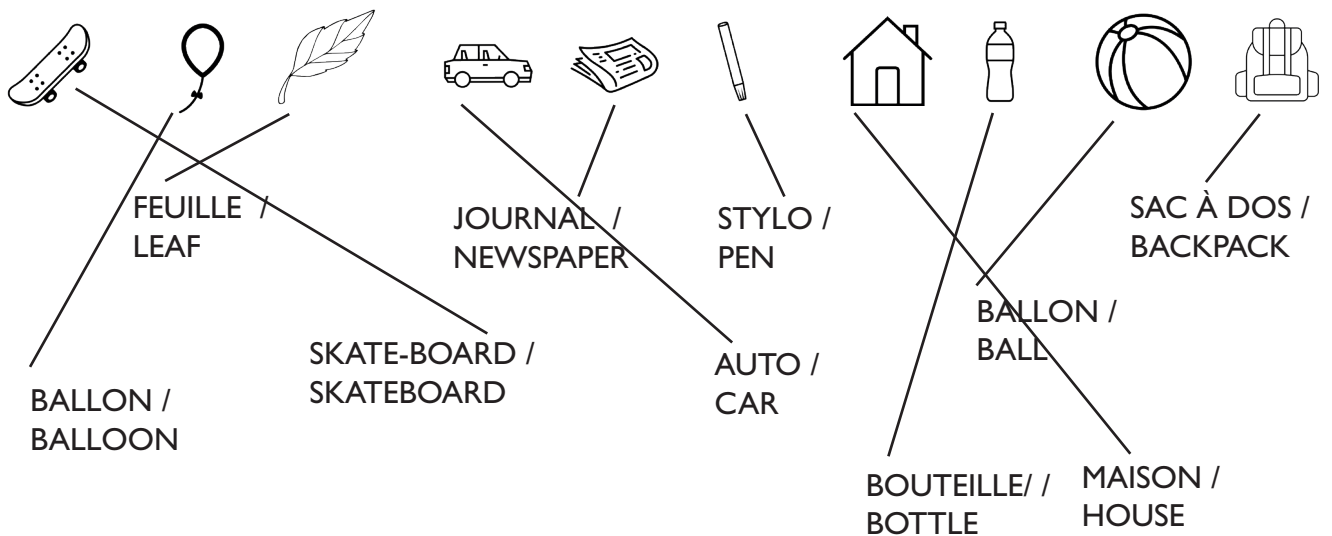 FEUILLE /
LEAF
JOURNAL /
NEWSPAPER
STYLO /
PEN
SAC À DOS /
BACKPACK
BALLON /
BALL
SKATE-BOARD /
SKATEBOARD
AUTO /
CAR
BALLON /
BALLOON
BOUTEILLE/ /
BOTTLE
MAISON /
HOUSE